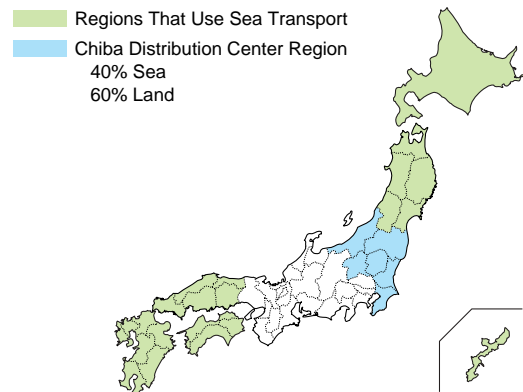 Regions That Use Sea Transport
Chiba Distribution Center Region
40% Sea
60% Land